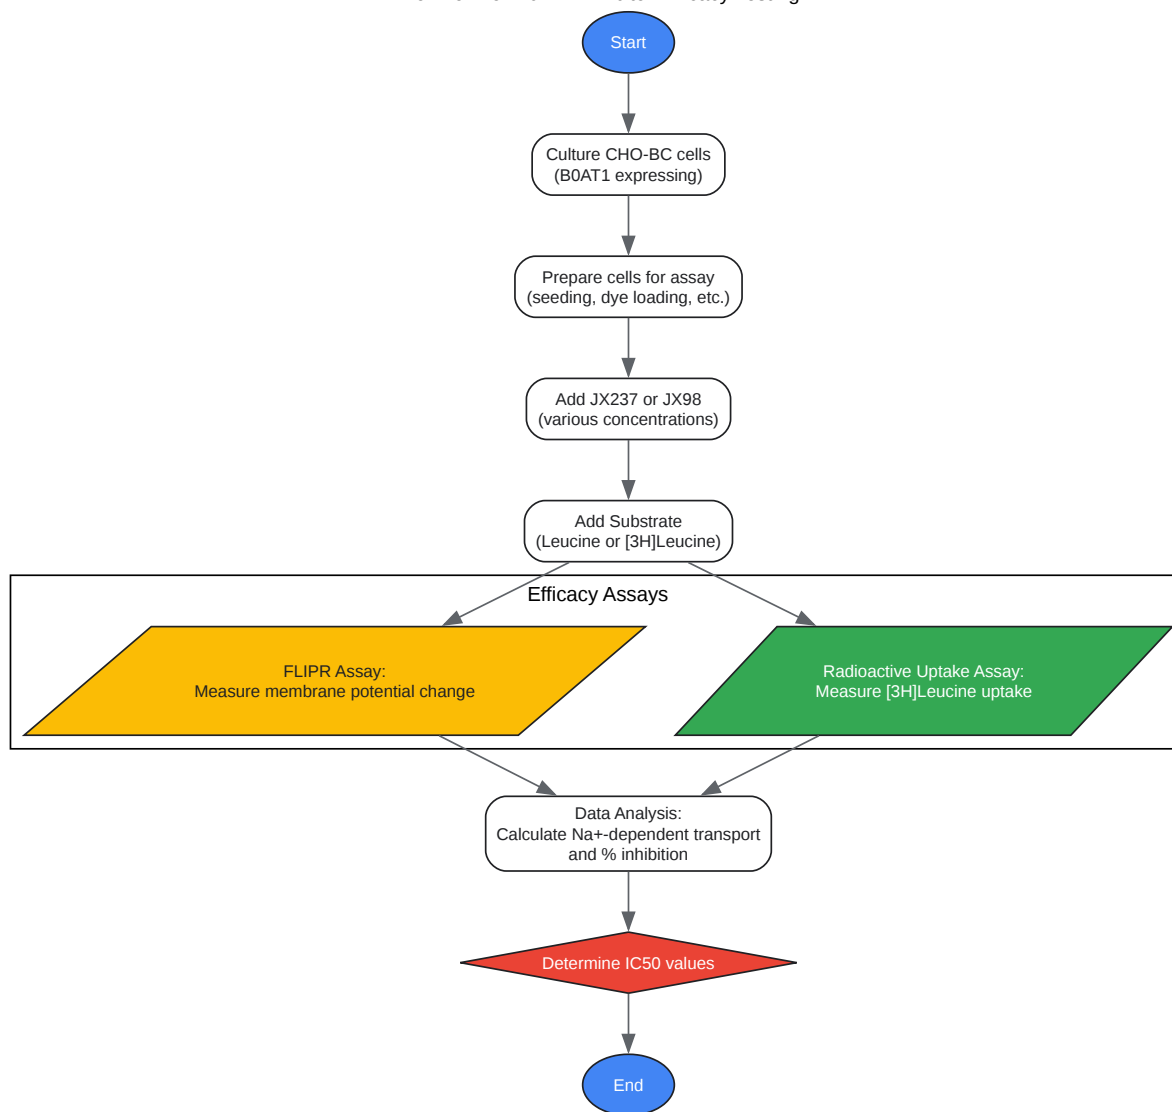 Start
Culture CHO-BC cells
(B0AT1 expressing)
Prepare cells for assay
(seeding, dye loading, etc.)
Add JX237 or JX98
(various concentrations)
Add Substrate
(Leucine or [3H]Leucine)
Efficacy Assays
FLIPR Assay:
Measure membrane potential change
Radioactive Uptake Assay:
Measure [3H]Leucine uptake
Data Analysis:
Calculate Na+-dependent transport
and % inhibition
Determine IC50 values
End